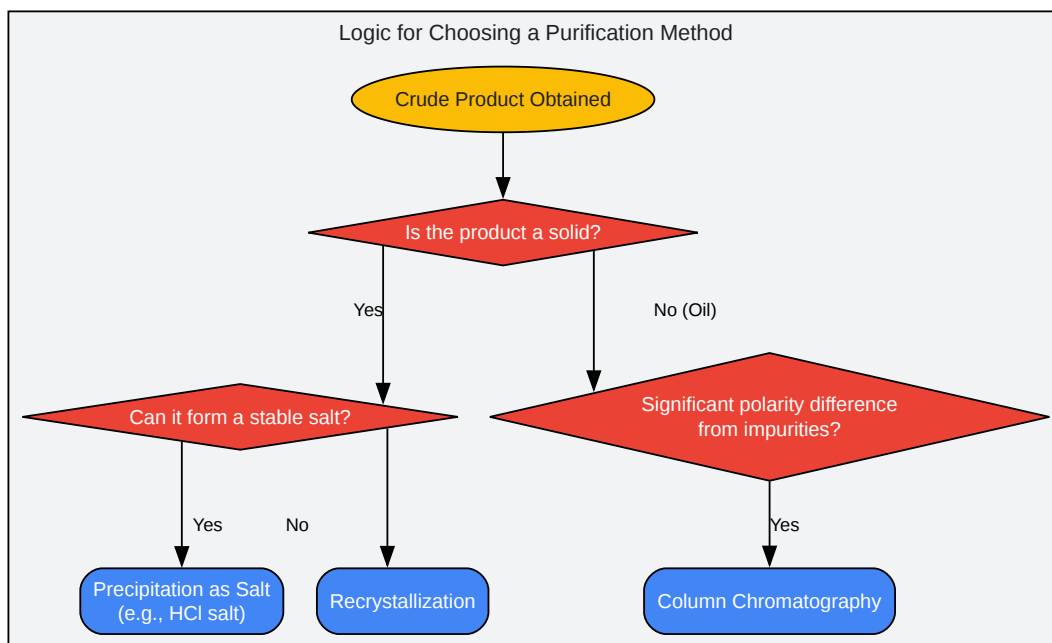 Logic for Choosing a Purification Method
Crude Product Obtained
Is the product a solid?
Yes
No (Oil)
Can it form a stable salt?
Significant polarity difference
from impurities?
Yes
No
Yes
Precipitation as Salt
(e.g., HCl salt)
Recrystallization
Column Chromatography